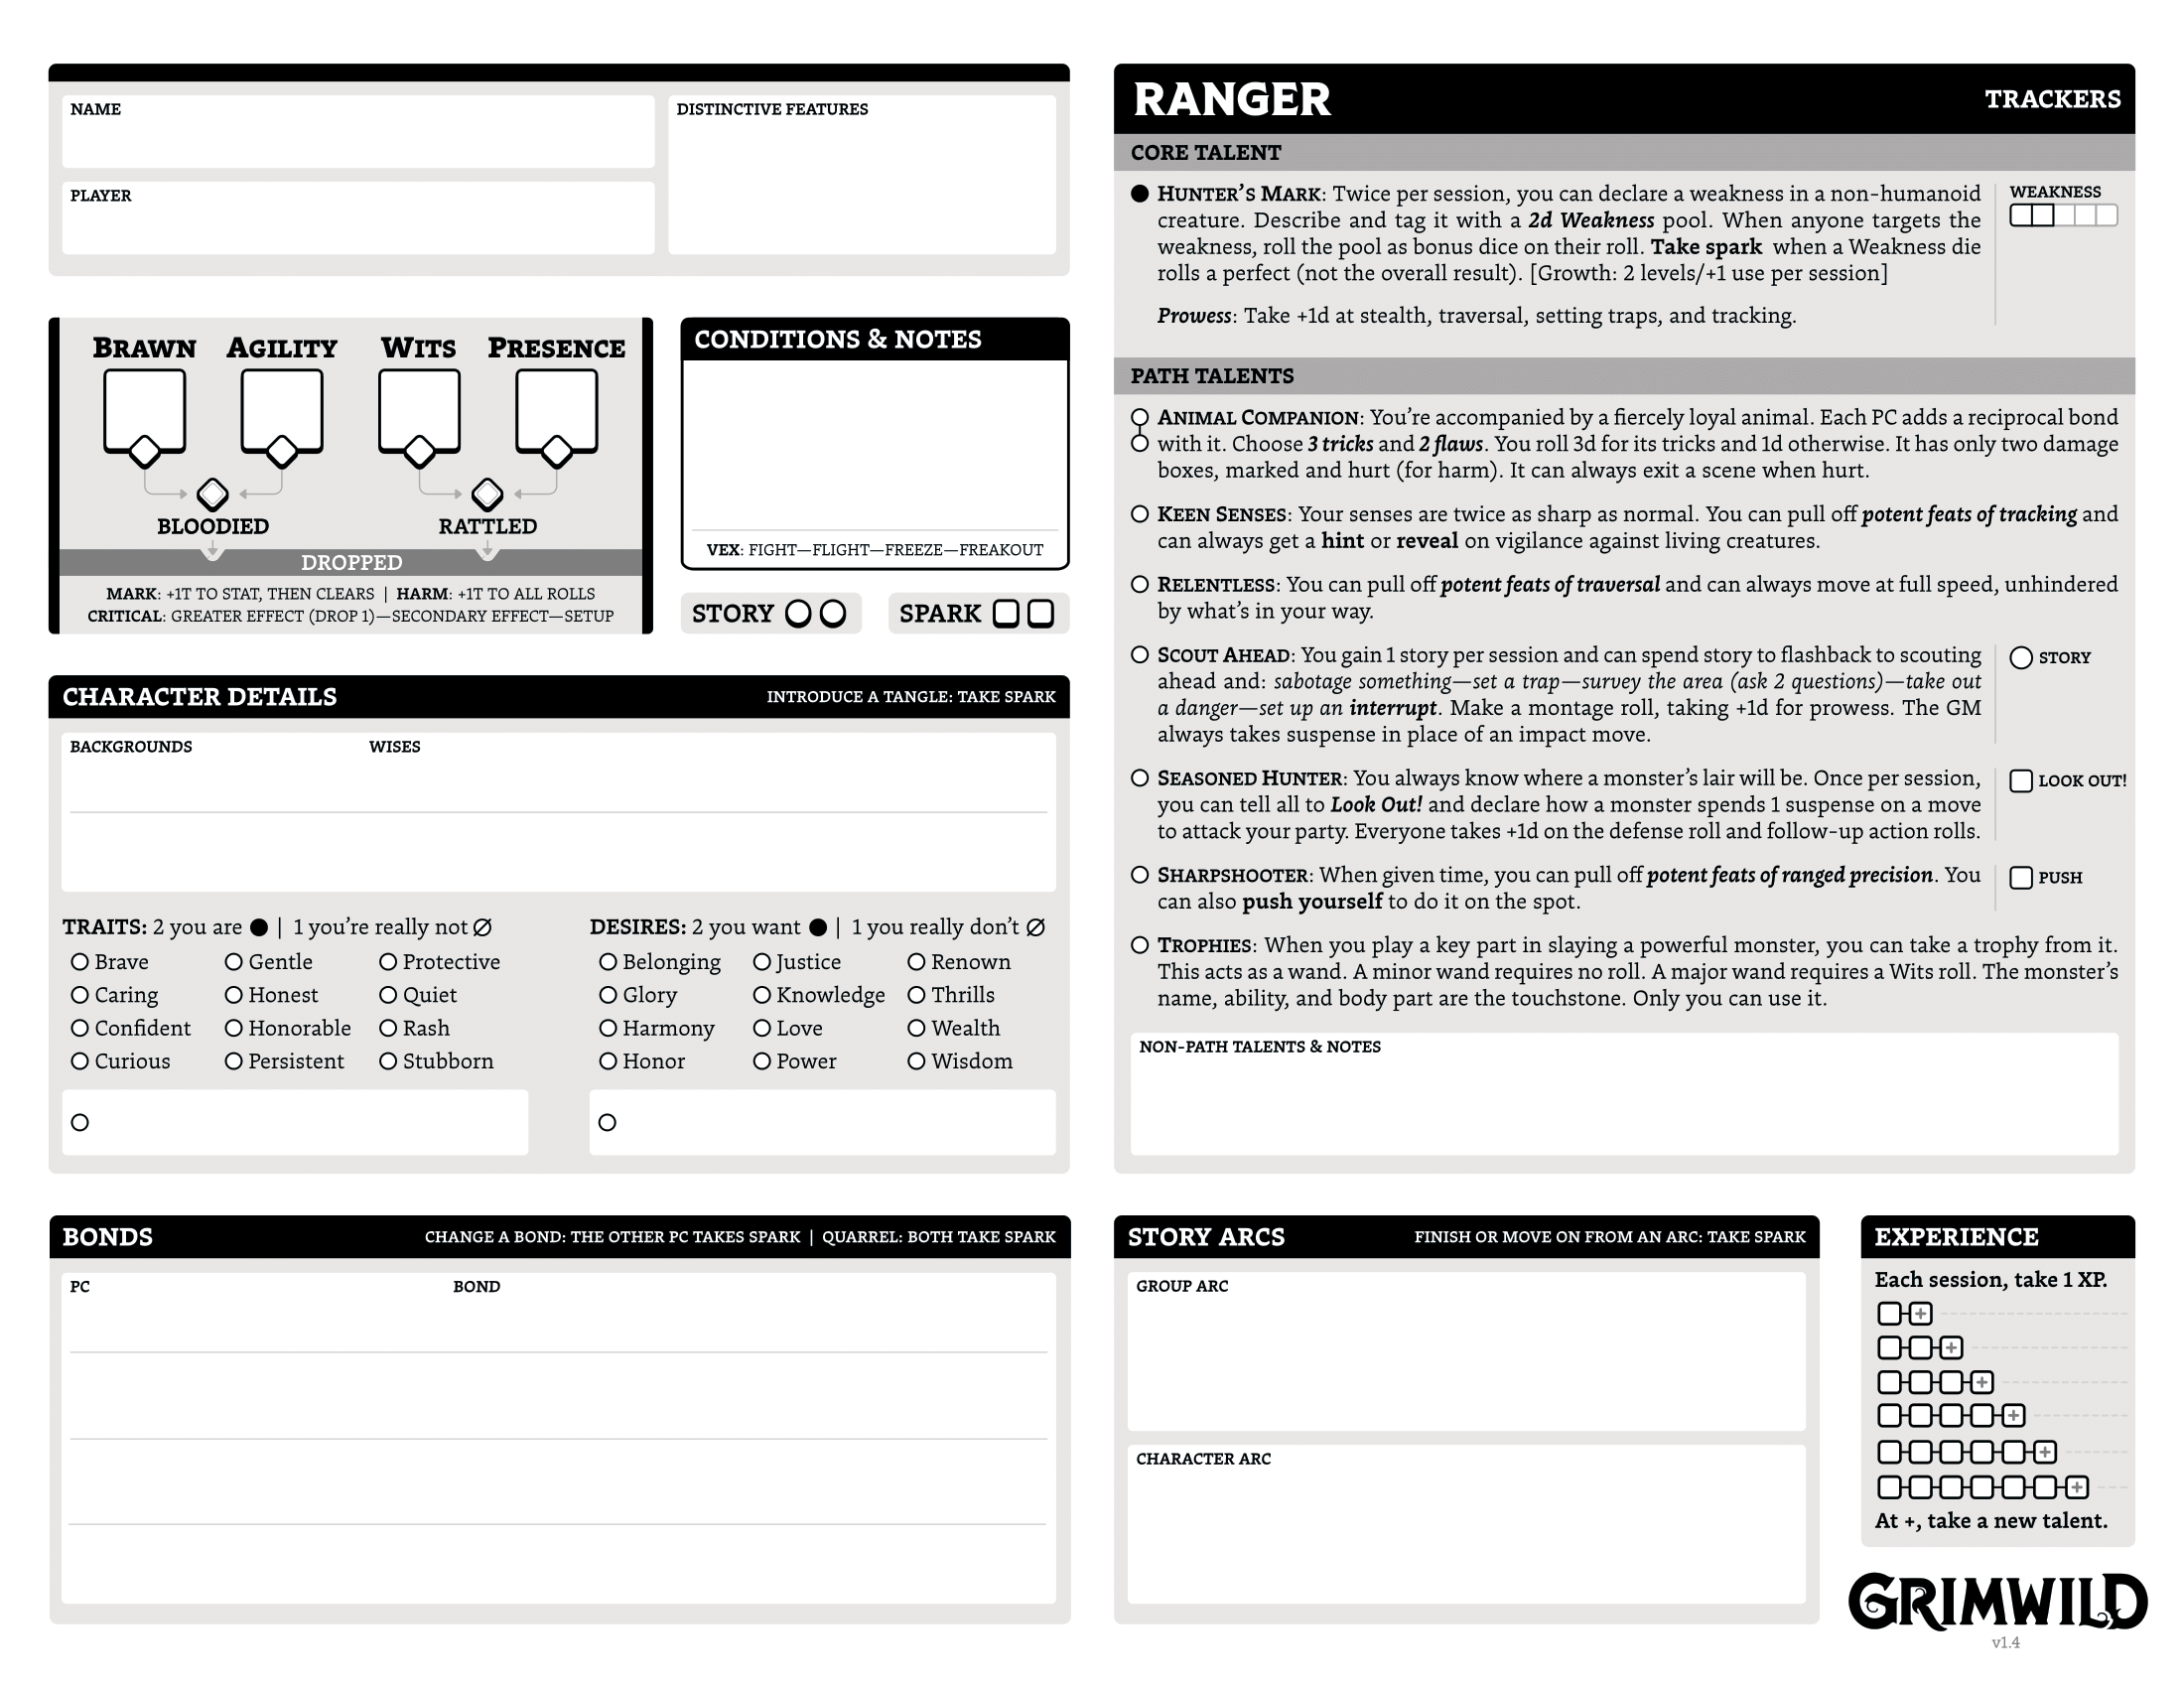 NAME
DISTINCTIVE FEATURES
PLAYER
BRAWN AGILITY WITS PRESENCE
BLOODIED RATTLED
DROPPED
MARK: +1T TO STAT, THEN CLEARS | HARM: +1T TO ALL ROLLS
CRITICAL: GREATER EFFECT (DROP 1)—SECONDARY EFFECT—SETUP
CONDITIONS & NOTES
VEX: FIGHT—FLIGHT—FREEZE—FREAKOUT
STORY
SPARK
CHARACTER DETAILS INTRODUCE A TANGLE: TAKE SPARK
BACKGROUNDS WISES
TRAITS: 2 you are ● | 1 you're really not ∅
Brave Gentle Protective
Caring Honest Quiet
Confident Honorable Rash
Curious Persistent Stubborn
DESIRES: 2 you want ● | 1 you really don't ∅
Belonging Justice Renown
Glory Knowledge Thrills
Harmony Love Wealth
Honor Power Wisdom
BONDS CHANGE A BOND: THE OTHER PC TAKES SPARK | QUARREL: BOTH TAKE SPARK
PC BOND
RANGER TRACKERS
CORE TALENT
HUNTER'S MARK: Twice per session, you can declare a weakness in a non-humanoid
creature. Describe and tag it with a 2d Weakness pool. When anyone targets the
weakness, roll the pool as bonus dice on their roll. Take spark when a Weakness die
rolls a perfect (not the overall result). [Growth: 2 levels/+1 use per session]
WEAKNESS
Prowess: Take +1d at stealth, traversal, setting traps, and tracking.
PATH TALENTS
ANIMAL COMPANION: You're accompanied by a fiercely loyal animal. Each PC adds a reciprocal bond
with it. Choose 3 tricks and 2 flaws. You roll 3d for its tricks and 1d otherwise. It has only two damage
boxes, marked and hurt (for harm). It can always exit a scene when hurt.
KEEN SENSES: Your senses are twice as sharp as normal. You can pull off potent feats of tracking and
can always get a hint or reveal on vigilance against living creatures.
RELENTLESS: You can pull off potent feats of traversal and can always move at full speed, unhindered
by what's in your way.
SCOUT AHEAD: You gain 1 story per session and can spend story to flashback to scouting
ahead and: sabotage something—set a trap—survey the area (ask 2 questions)—take out
a danger—set up an interrupt. Make a montage roll, taking +1d for prowess. The GM
always takes suspense in place of an impact move.
STORY
SEASONED HUNTER: You always know where a monster's lair will be. Once per session,
you can tell all to Look Out! and declare how a monster spends 1 suspense on a move
to attack your party. Everyone takes +1d on the defense roll and follow-up action rolls.
LOOK OUT!
SHARPSHOOTER: When given time, you can pull off potent feats of ranged precision. You
can also push yourself to do it on the spot.
PUSH
TROPHIES: When you play a key part in slaying a powerful monster, you can take a trophy from it.
This acts as a wand. A minor wand requires no roll. A major wand requires a Wits roll. The monster's
name, ability, and body part are the touchstone. Only you can use it.
NON-PATH TALENTS & NOTES
STORY ARCS FINISH OR MOVE ON FROM AN ARC: TAKE SPARK
GROUP ARC
CHARACTER ARC
EXPERIENCE
Each session, take 1 XP.
+
+
+
+
+
+
At +, take a new talent.
GRIMWILD
v1.4